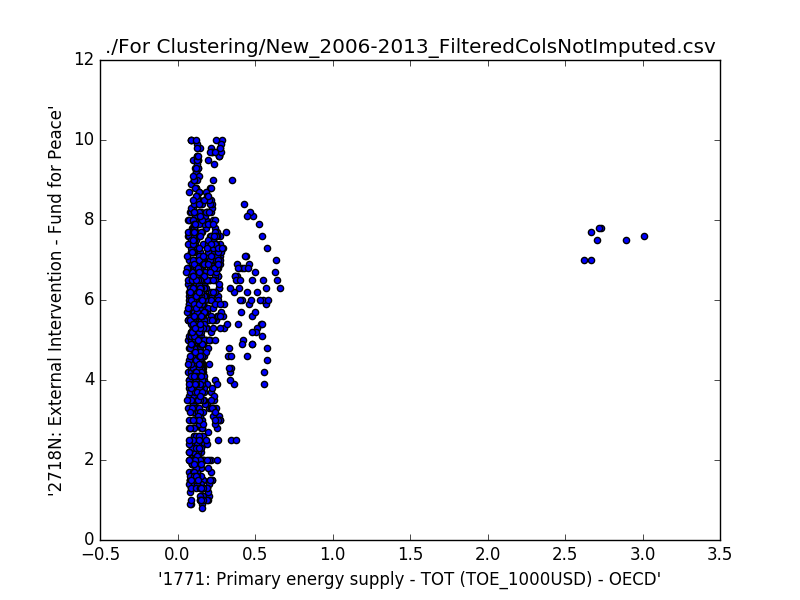 ./For Clustering/New_2006-2013_FilteredColsNotImputed.csv
12
10
8
6
4
2
0
'2718N: External Intervention - Fund for Peace'
−0.5 0.0 0.5 1.0 1.5 2.0 2.5 3.0 3.5
'1771: Primary energy supply - TOT (TOE_1000USD) - OECD'